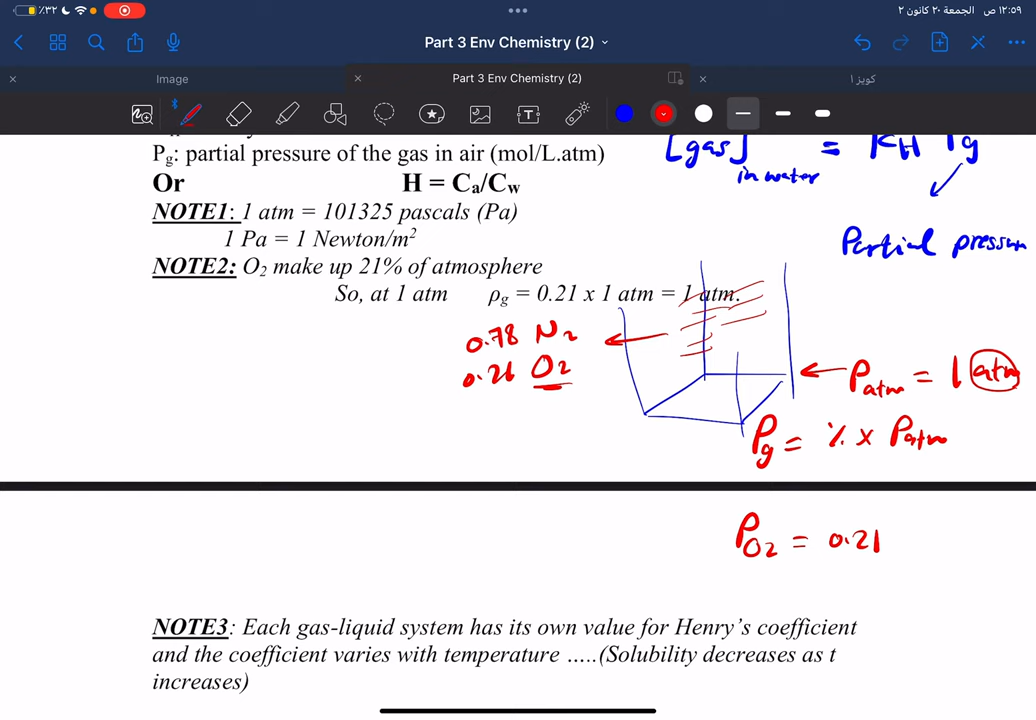 ٪٣٢
١٢:٥٩ ص الجمعة ٢٠ كانون ٢
Part 3 Env Chemistry (2)
Image
Part 3 Env Chemistry (2)
كويز ١
Pg: partial pressure of the gas in air (mol/L.atm)
[gas] in water = KH Pg
Or H = Ca/Cw
NOTE1: 1 atm = 101325 pascals (Pa)
1 Pa = 1 Newton/m²
Partial pressure
NOTE2: O2 make up 21% of atmosphere
So, at 1 atm ρg = 0.21 x 1 atm = 1 atm.
0.78 N2
0.21 O2
Patm = 1 atm
Pg = % x Patm
PO2 = 0.21
NOTE3: Each gas-liquid system has its own value for Henry's coefficient
and the coefficient varies with temperature .....(Solubility decreases as t
increases)